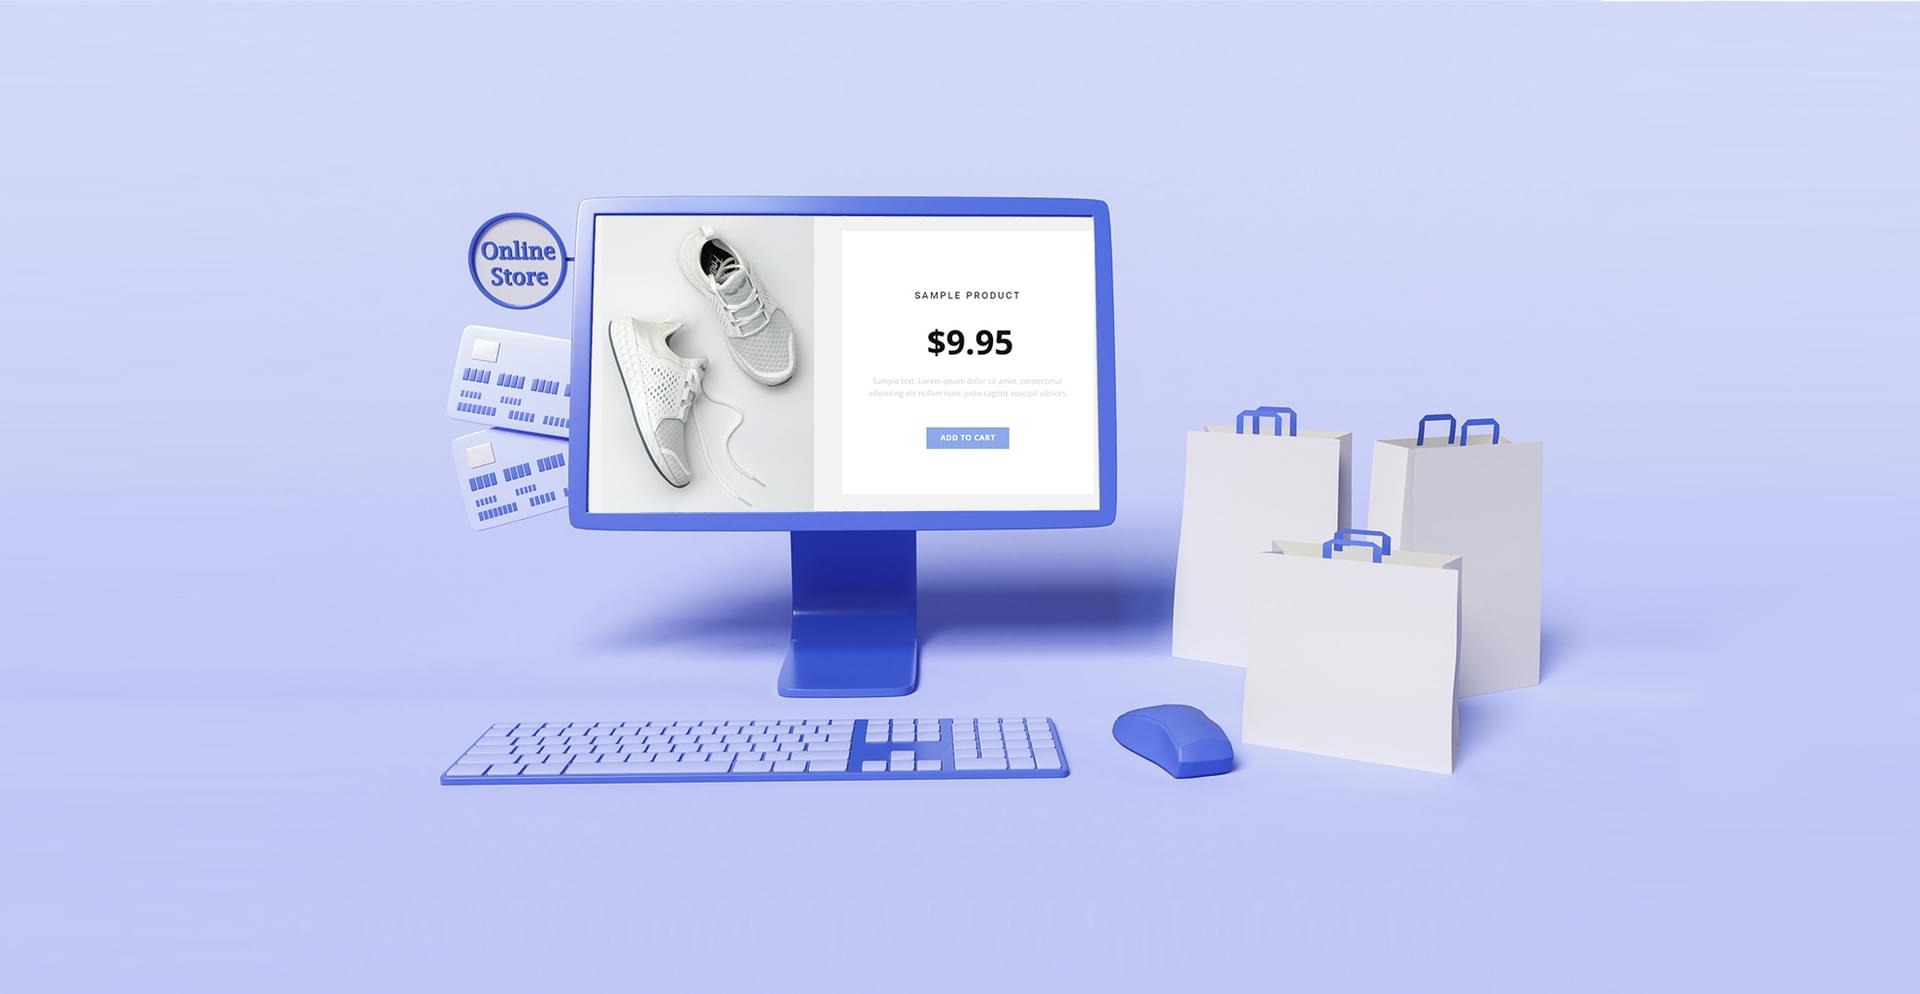 Online
Store
SAMPLE PRODUCT
$9.95
Sample text. Lorem ipsum dolor sit amet, consectetur
adipiscing elit nullam nunc justo sagittis suscipit ultrices.
ADD TO CART